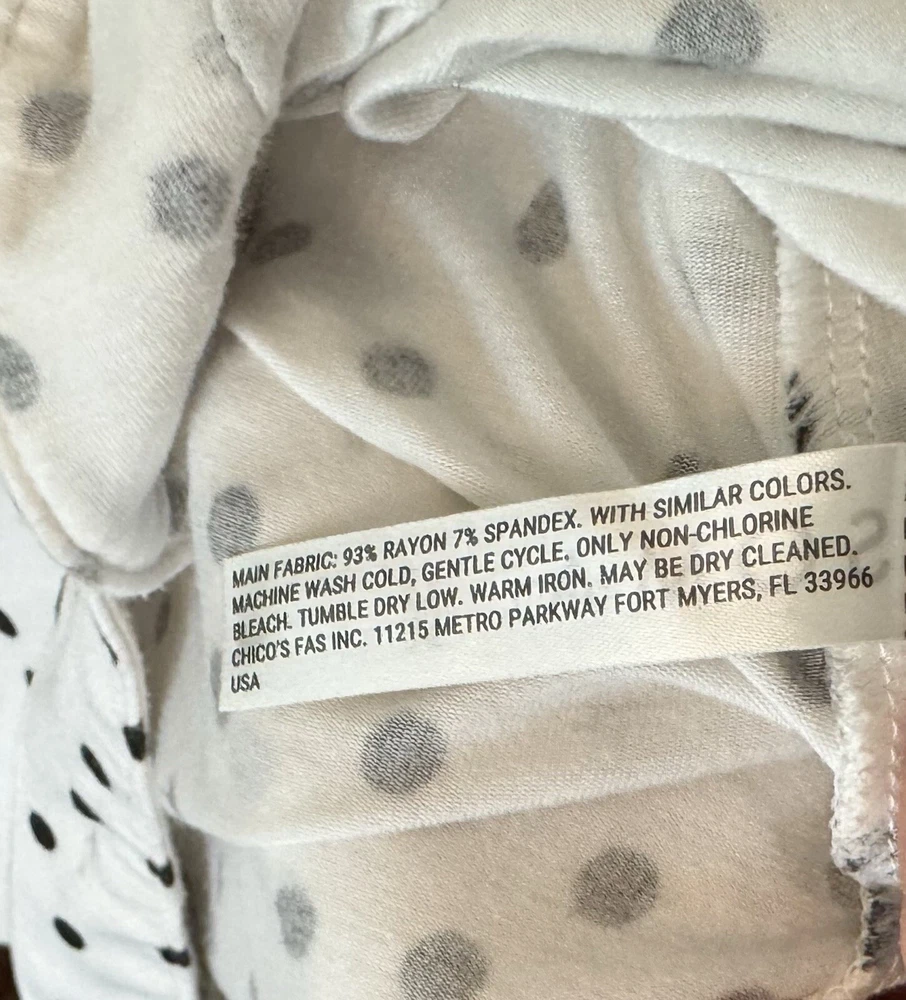 MAIN FABRIC: 93% RAYON 7% SPANDEX. WITH SIMILAR COLORS.
MACHINE WASH COLD, GENTLE CYCLE. ONLY NON-CHLORINE
BLEACH. TUMBLE DRY LOW. WARM IRON. MAY BE DRY CLEANED.
CHICO'S FAS INC. 11215 METRO PARKWAY FORT MYERS, FL 33966
USA